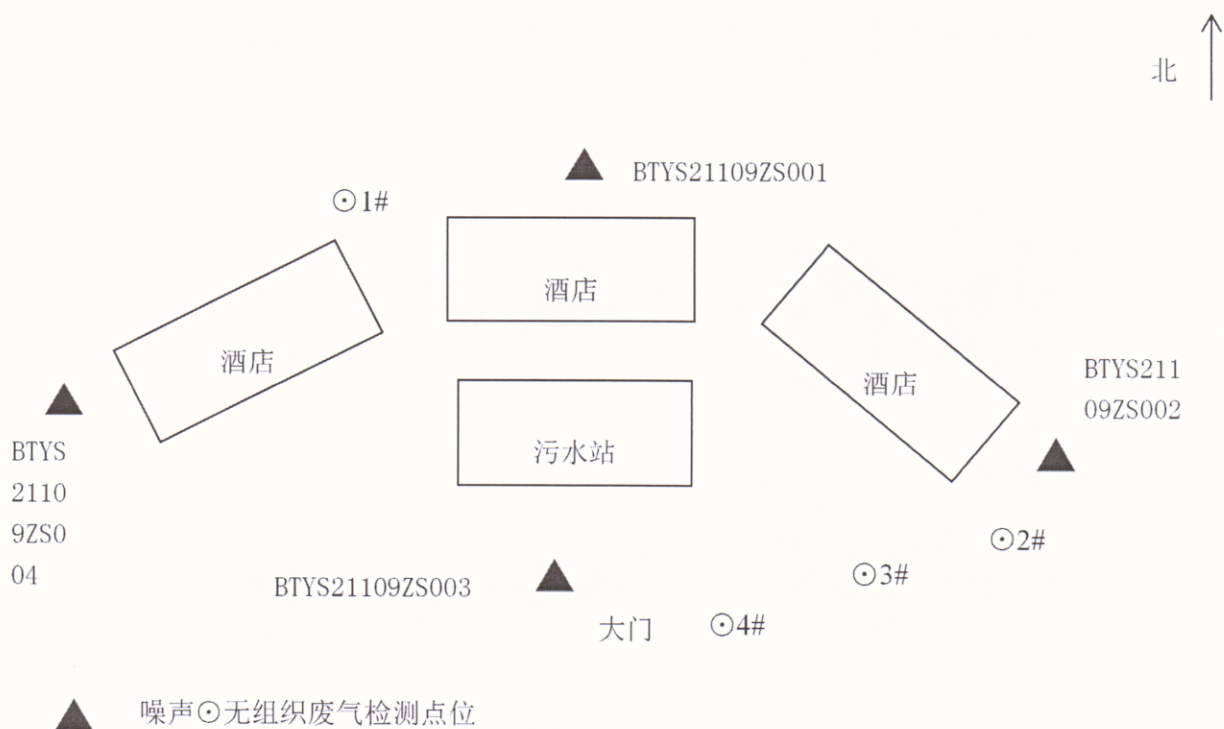 北
BTYS21109ZS001
⊙1#
酒店
酒店
酒店
BTYS211
09ZS002
污水站
BTYS
2110
9ZS0
04
⊙2#
⊙3#
BTYS21109ZS003
大门
⊙4#
▲ 噪声⊙无组织废气检测点位